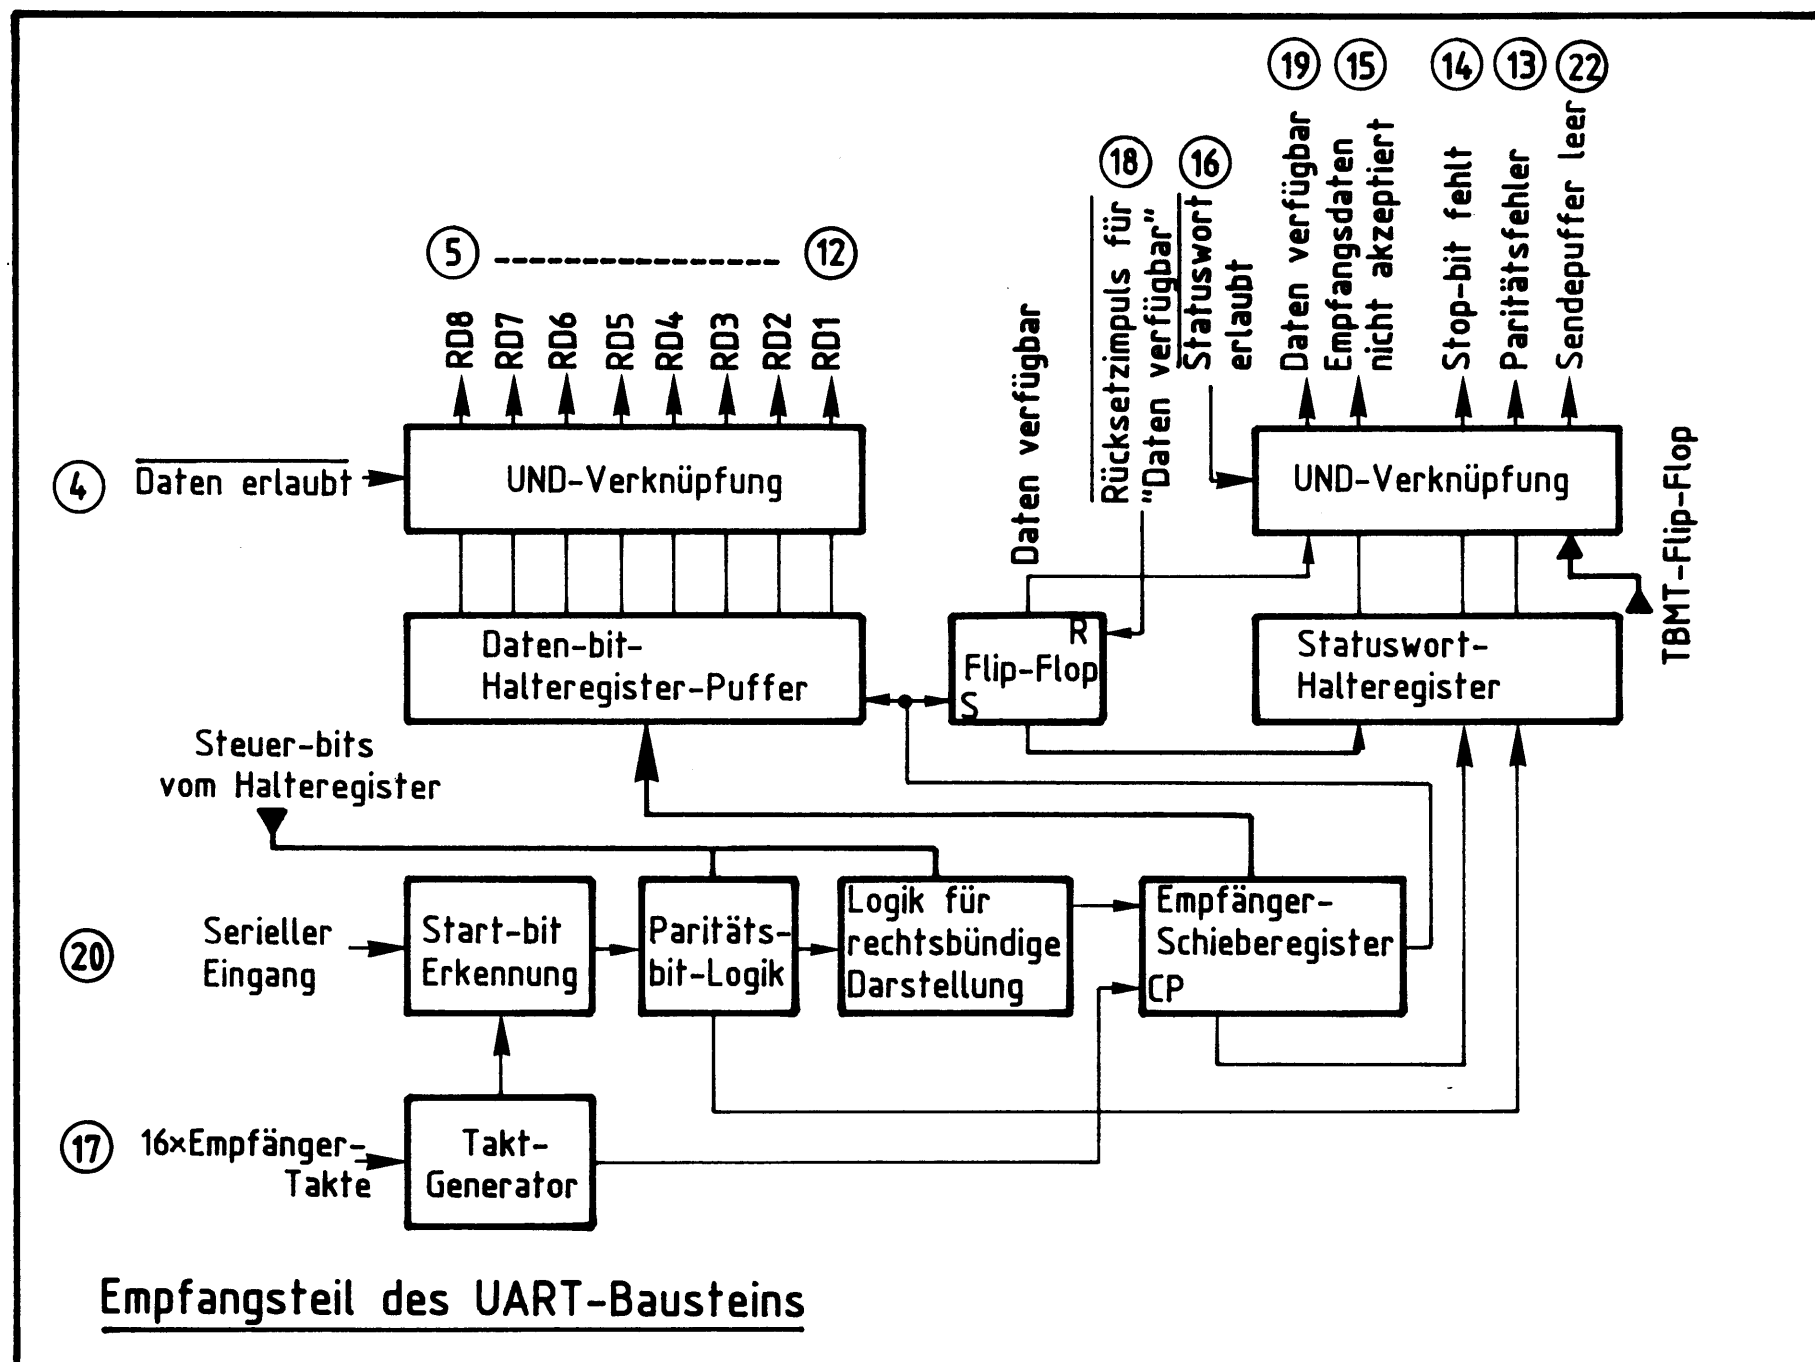 19 15 14 13 22
18 16
Daten verfügbar
Empfangsdaten
nicht akzeptiert
Stop-bit fehlt
Paritätsfehler
Sendepuffer leer
Rücksetzimpuls für
"Daten verfügbar"
Statuswort
erlaubt
5 ---------------- 12
RD8 RD7 RD6 RD5 RD4 RD3 RD2 RD1
Daten verfügbar
4 Daten erlaubt
UND-Verknüpfung
UND-Verknüpfung
TBMT-Flip-Flop
Daten-bit-
Halteregister-Puffer
R
Flip-Flop
S
Statuswort-
Halteregister
Steuer-bits
vom Halteregister
20 Serieller
Eingang
Start-bit
Erkennung
Paritäts-
bit-Logik
Logik für
rechtsbündige
Darstellung
Empfänger-
Schieberegister
CP
17 16xEmpfänger-
Takte
Takt-
Generator
Empfangsteil des UART-Bausteins